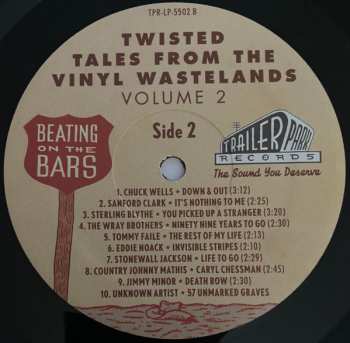 TPR-LP-5502.B
TWISTED
TALES FROM THE
VINYL WASTELANDS
VOLUME 2
BEATING
ON THE
BARS
Side 2
TRAILER PARK
RECORDS
The Sound You Deserve
1. CHUCK WELLS • DOWN & OUT (3:12)
2. SANFORD CLARK • IT'S NOTHING TO ME (2:25)
3. STERLING BLYTHE • YOU PICKED UP A STRANGER (3:20)
4. THE WRAY BROTHERS • NINETY NINE YEARS TO GO (2:30)
5. TOMMY FAILE • THE REST OF MY LIFE (2:13)
6. EDDIE NOACK • INVISIBLE STRIPES (2:10)
7. STONEWALL JACKSON • LIFE TO GO (2:29)
8. COUNTRY JOHNNY MATHIS • CARYL CHESSMAN (2:45)
9. JIMMY MINOR • DEATH ROW (2:30)
10. UNKNOWN ARTIST • 57 UNMARKED GRAVES